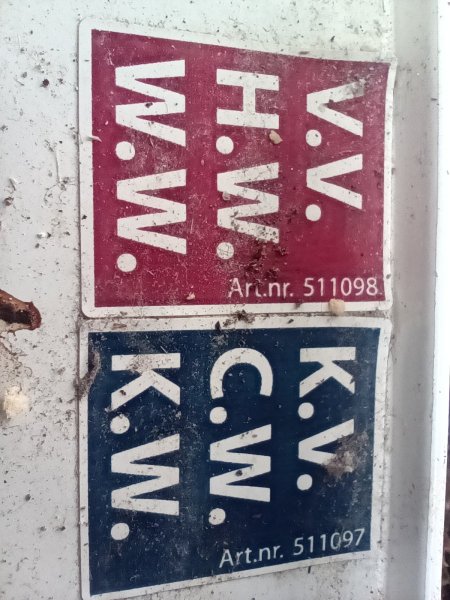 V.V.
H.W.
W.W.
Art.nr. 511098
K.V.
C.W.
K.W.
Art.nr. 511097